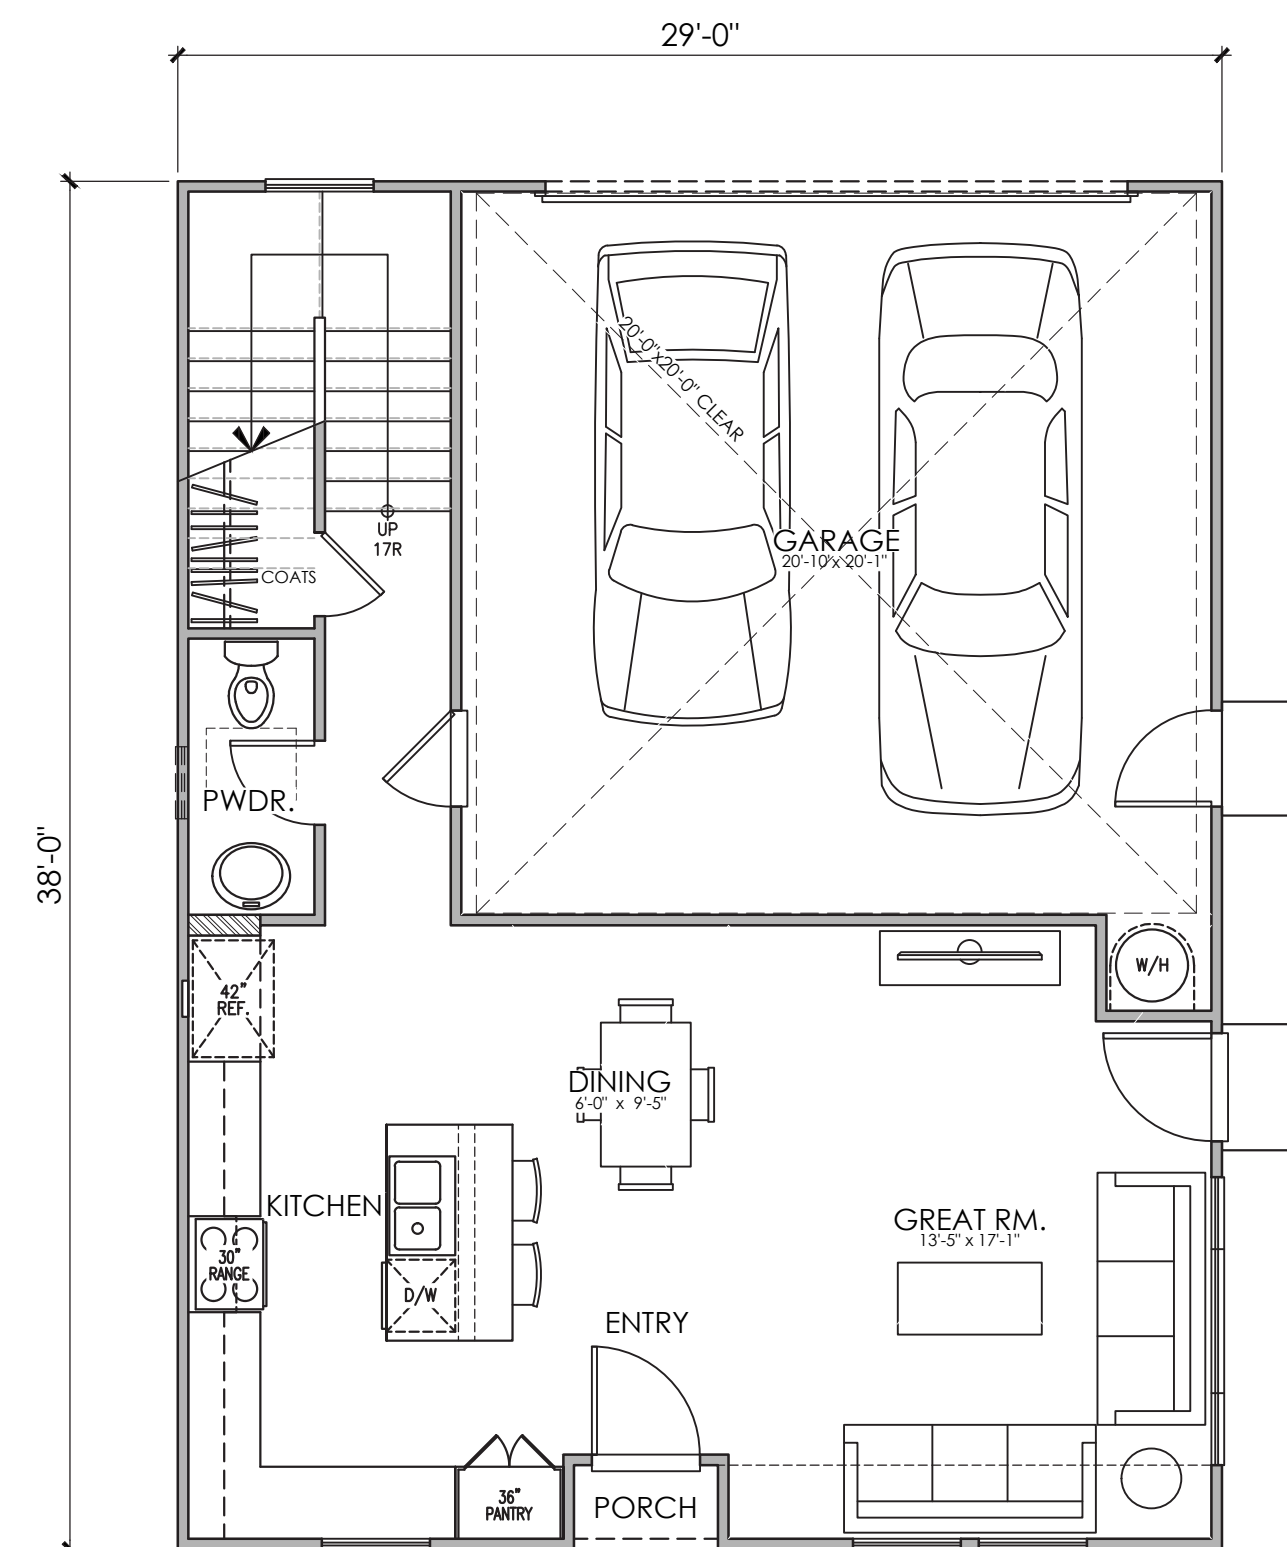 29'-0"
38'-0"
20'-0"x20'-0" CLEAR
GARAGE
20'-10"x 20'-1"
UP
17R
COATS
PWDR.
W/H
42"
REF.
DINING
6'-0" x 9'-5"
KITCHEN
GREAT RM.
13'-5" x 17'-1"
30"
RANGE
D/W
ENTRY
36"
PANTRY
PORCH